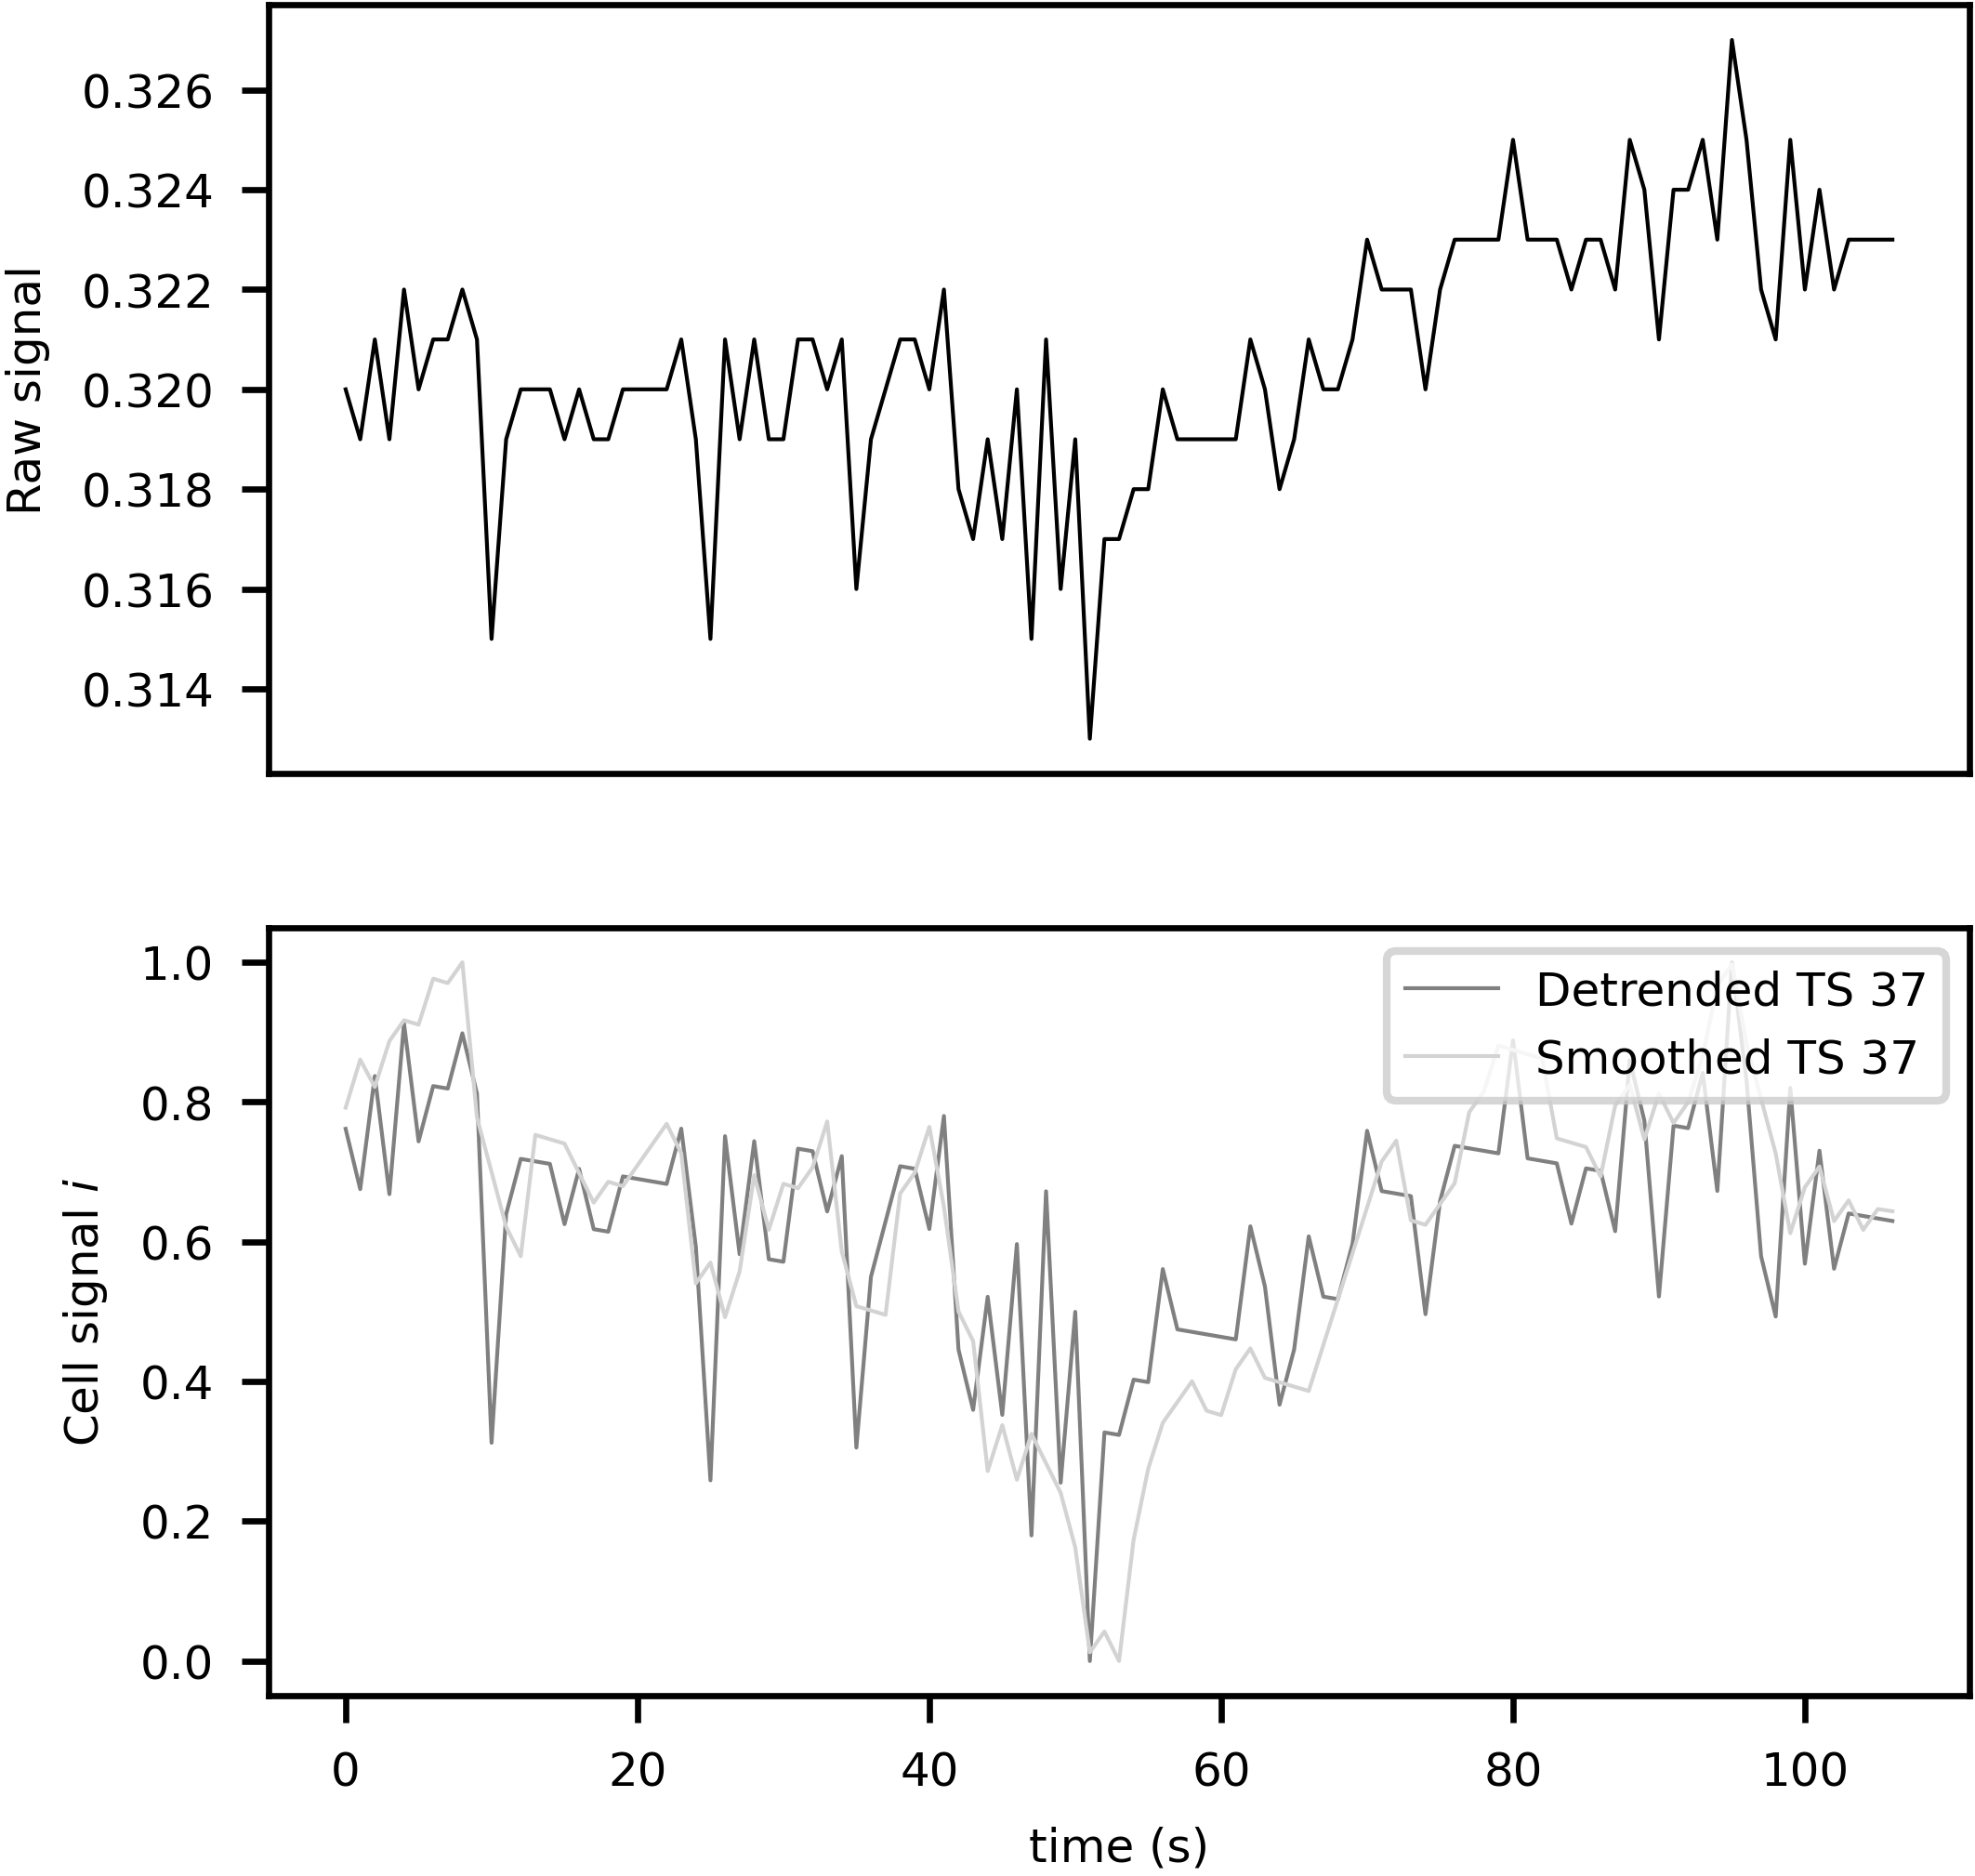 0.326
0.324
0.322
0.320
0.318
0.316
0.314
Raw signal
1.0
0.8
0.6
0.4
0.2
0.0
Cell signal i
Detrended TS 37
Smoothed TS 37
0 20 40 60 80 100
time (s)